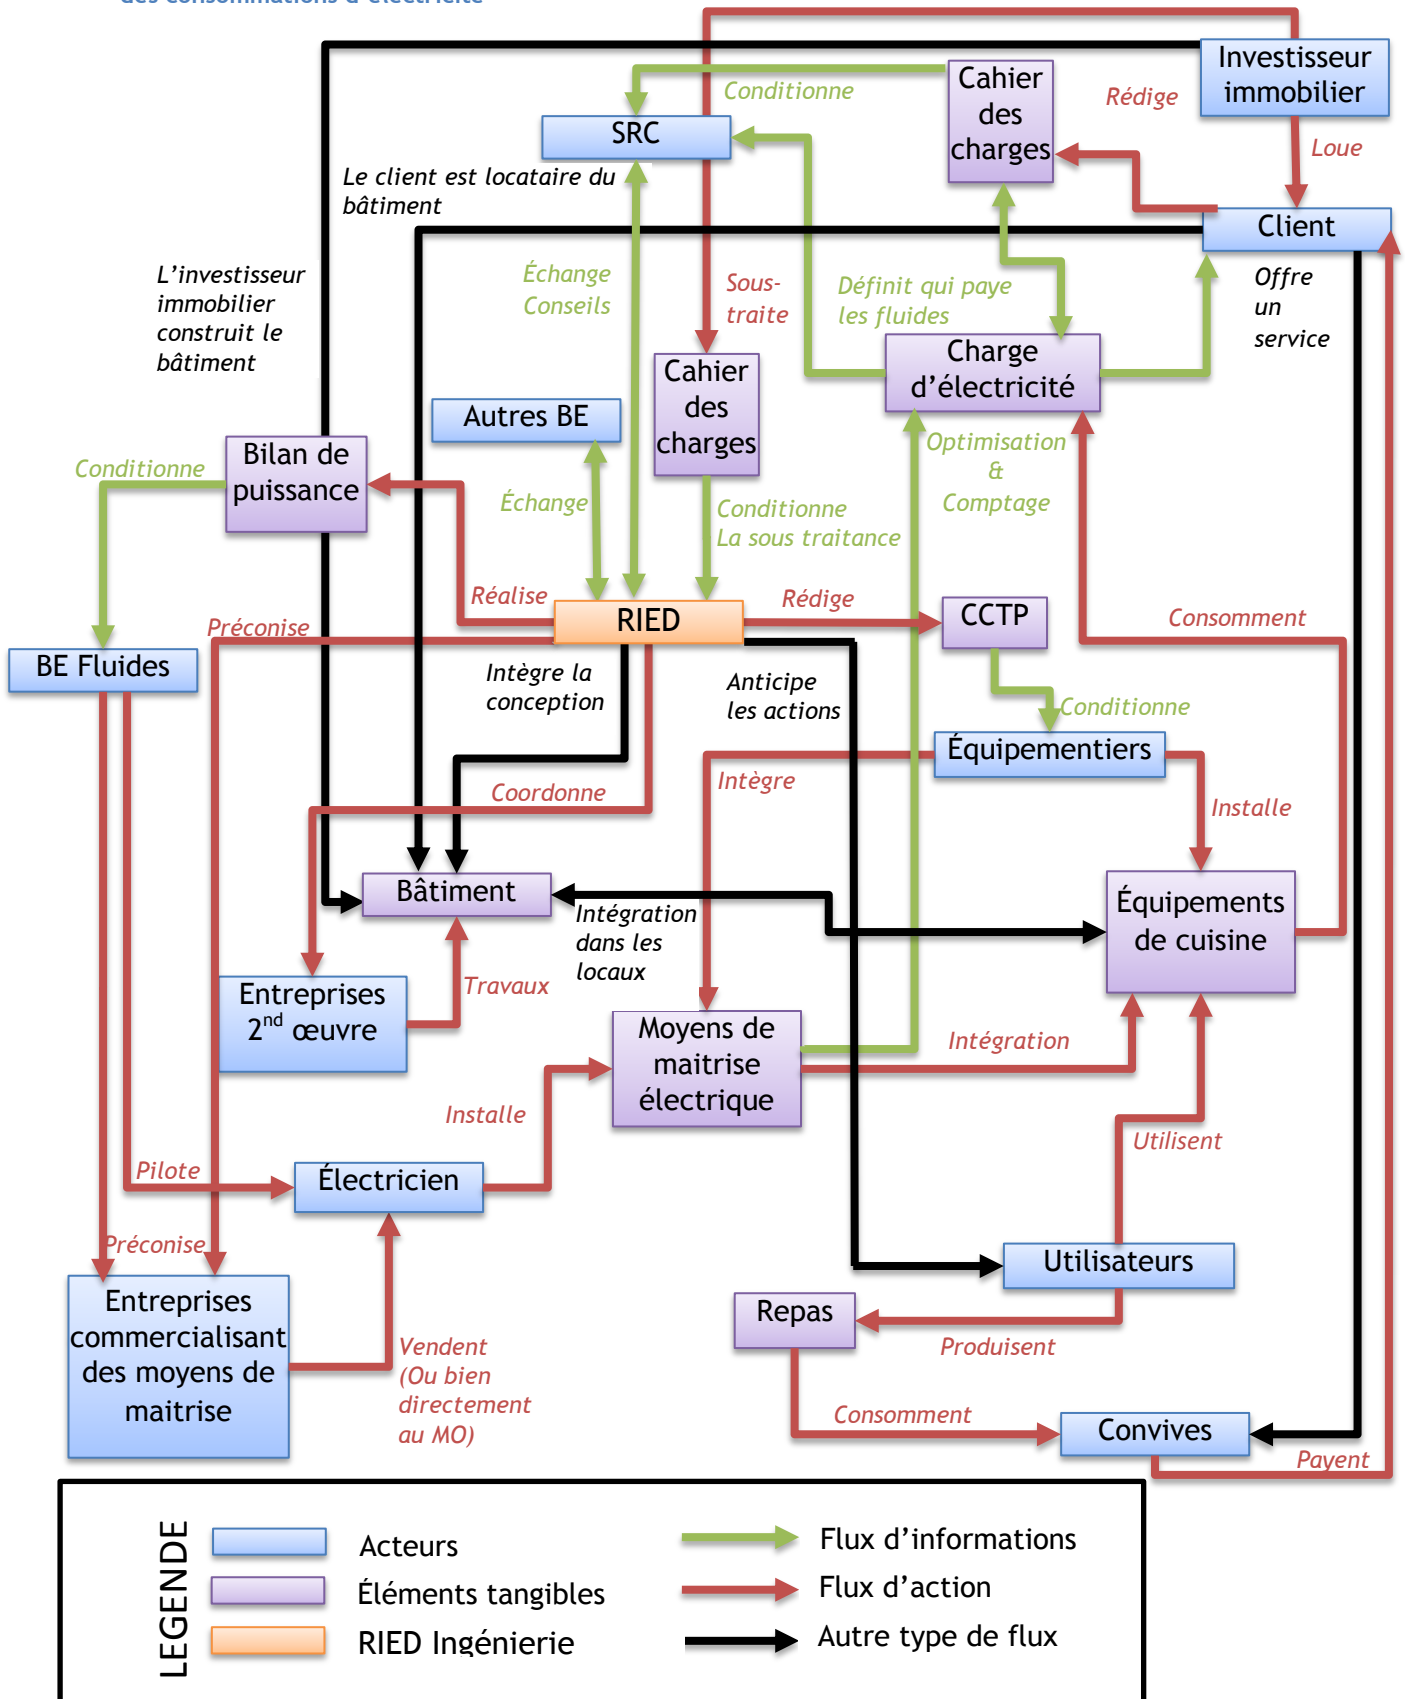 des consommations d'électricité
Investisseur
immobilier
Cahier
des
charges
Conditionne
Rédige
SRC
Loue
Le client est locataire du
bâtiment
Client
L'investisseur
immobilier
construit le
bâtiment
Échange
Conseils
Sous-
traite
Définit qui paye
les fluides
Offre
un
service
Charge
d'électricité
Cahier
des
charges
Autres BE
Optimisation
&
Comptage
Bilan de
puissance
Conditionne
Échange
Conditionne
La sous traitance
Réalise
RIED
Rédige
CCTP
Consomment
Préconise
BE Fluides
Intègre la
conception
Anticipe
les actions
Conditionne
Équipementiers
Intègre
Coordonne
Installe
Bâtiment
Intégration
dans les
locaux
Équipements
de cuisine
Entreprises
2nd œuvre
Travaux
Moyens de
maitrise
électrique
Intégration
Installe
Utilisent
Pilote
Électricien
Préconise
Utilisateurs
Entreprises
commercialisant
des moyens de
maitrise
Repas
Produisent
Vendent
(Ou bien
directement
au MO)
Consomment
Convives
Payent
LEGENDE
Acteurs
Éléments tangibles
RIED Ingénierie
Flux d'informations
Flux d'action
Autre type de flux